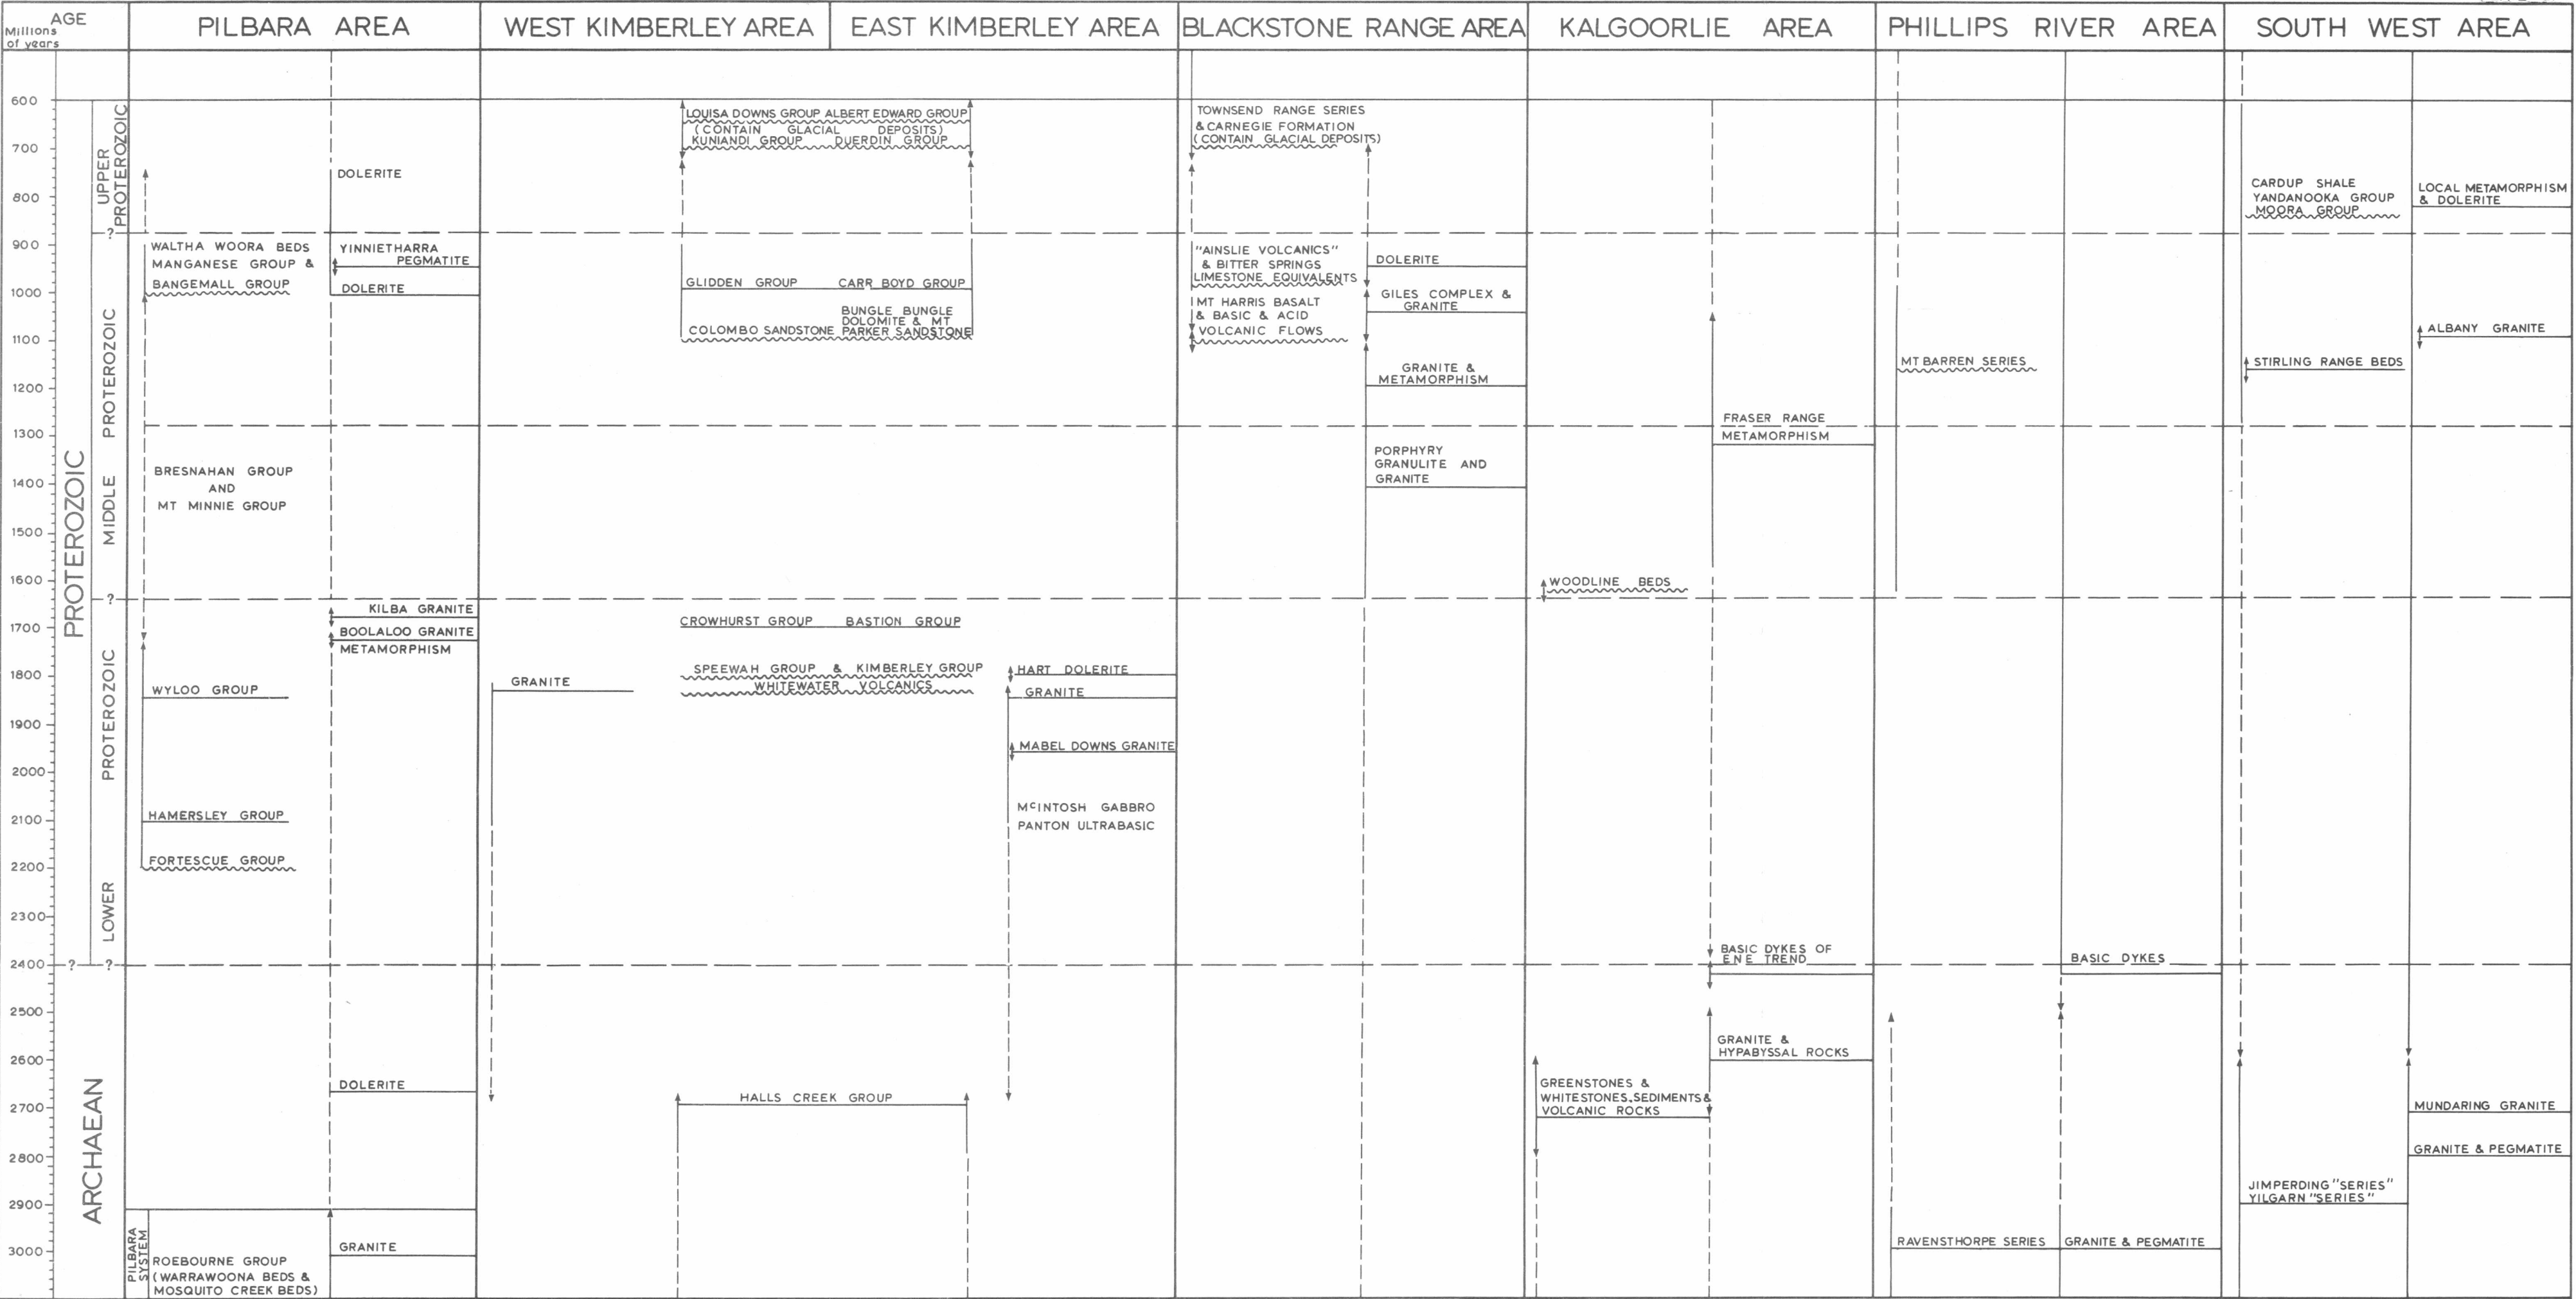 AGE
Millions
of years
PILBARA AREA
WEST KIMBERLEY AREA
EAST KIMBERLEY AREA
BLACKSTONE RANGE AREA
KALGOORLIE AREA
PHILLIPS RIVER AREA
SOUTH WEST AREA
600
700
800
900
1000
1100
1200
1300
1400
1500
1600
1700
1800
1900
2000
2100
2200
2300
2400
2500
2600
2700
2800
2900
3000
PROTEROZOIC
ARCHAEAN
UPPER
PROTEROZOIC
?
MIDDLE PROTEROZOIC
?
LOWER PROTEROZOIC
? ?
WALTHA WOORA BEDS
MANGANESE GROUP &
BANGEMALL GROUP
BRESNAHAN GROUP
AND
MT MINNIE GROUP
WYLOO GROUP
HAMERSLEY GROUP
FORTESCUE GROUP
PILBARA
SYSTEM
ROEBOURNE GROUP
(WARRAWOONA BEDS &
MOSQUITO CREEK BEDS)
DOLERITE
YINNIETHARRA
PEGMATITE
DOLERITE
KILBA GRANITE
BOOLALOO GRANITE
METAMORPHISM
DOLERITE
GRANITE
GRANITE
LOUISA DOWNS GROUP ALBERT EDWARD GROUP
(CONTAIN GLACIAL DEPOSITS)
KUNIANDI GROUP DUERDIN GROUP
GLIDDEN GROUP CARR BOYD GROUP
BUNGLE BUNGLE
DOLOMITE & MT
COLOMBO SANDSTONE PARKER SANDSTONE
CROWHURST GROUP BASTION GROUP
SPEEWAH GROUP & KIMBERLEY GROUP
WHITEWATER VOLCANICS
HALLS CREEK GROUP
HART DOLERITE
GRANITE
MABEL DOWNS GRANITE
McINTOSH GABBRO
PANTON ULTRABASIC
TOWNSEND RANGE SERIES
& CARNEGIE FORMATION
(CONTAIN GLACIAL DEPOSITS)
"AINSLIE VOLCANICS"
& BITTER SPRINGS
LIMESTONE EQUIVALENTS
MT HARRIS BASALT
& BASIC & ACID
VOLCANIC FLOWS
DOLERITE
GILES COMPLEX &
GRANITE
GRANITE &
METAMORPHISM
PORPHYRY
GRANULITE AND
GRANITE
WOODLINE BEDS
GREENSTONES &
WHITESTONES, SEDIMENTS &
VOLCANIC ROCKS
FRASER RANGE
METAMORPHISM
BASIC DYKES OF
E N E TREND
GRANITE &
HYPABYSSAL ROCKS
MT BARREN SERIES
RAVENSTHORPE SERIES
BASIC DYKES
GRANITE & PEGMATITE
CARDUP SHALE
YANDANOOKA GROUP
MOORA GROUP
STIRLING RANGE BEDS
JIMPERDING "SERIES"
YILGARN "SERIES"
LOCAL METAMORPHISM
& DOLERITE
ALBANY GRANITE
MUNDARING GRANITE
GRANITE & PEGMATITE